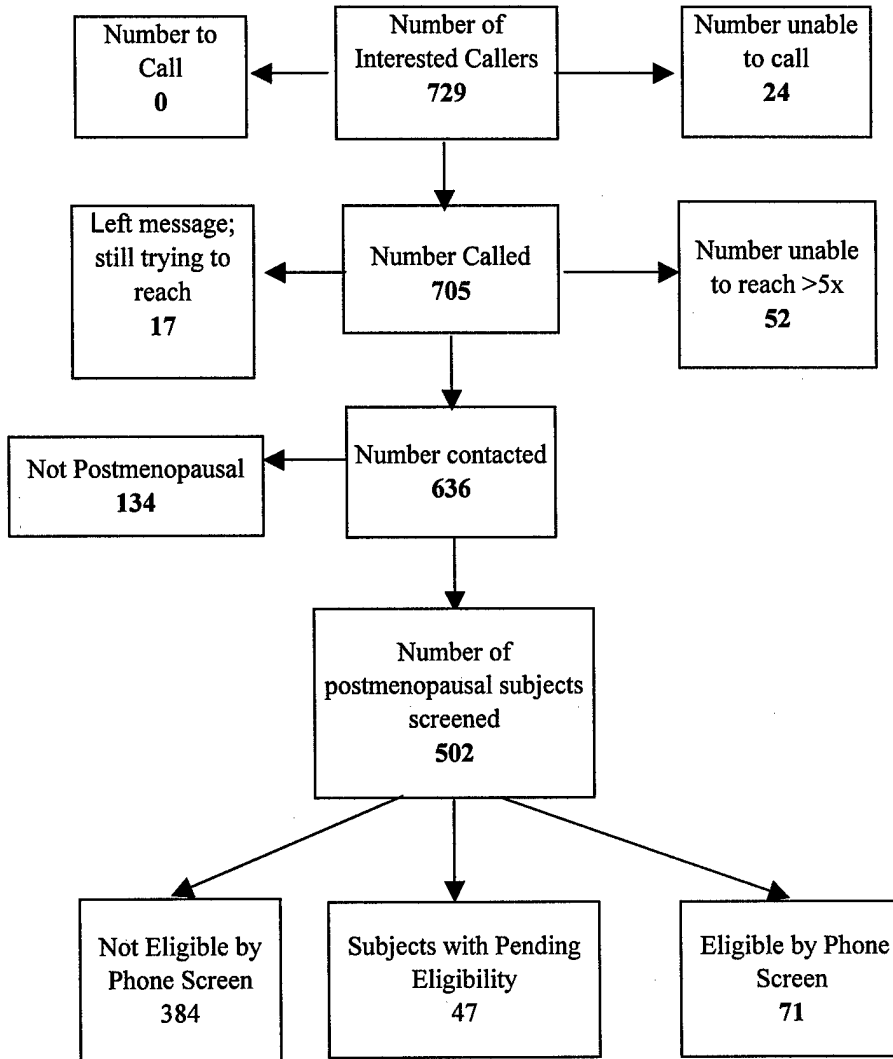 Number to
Call
0
Number of
Interested Callers
729
Number unable
to call
24
Left message;
still trying to
reach
17
Number Called
705
Number unable
to reach >5x
52
Not Postmenopausal
134
Number contacted
636
Number of
postmenopausal subjects
screened
502
Not Eligible by
Phone Screen
384
Subjects with Pending
Eligibility
47
Eligible by Phone
Screen
71